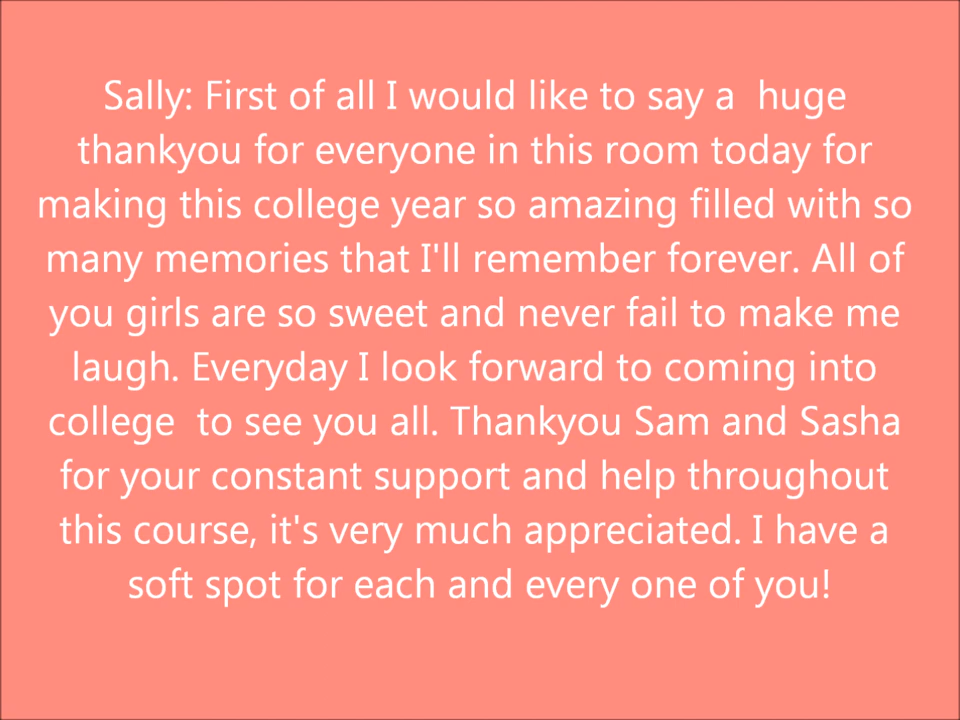 Sally: First of all I would like to say a  huge
thankyou for everyone in this room today for
making this college year so amazing filled with so
many memories that I'll remember forever. All of
you girls are so sweet and never fail to make me
laugh. Everyday I look forward to coming into
college  to see you all. Thankyou Sam and Sasha
for your constant support and help throughout
this course, it's very much appreciated. I have a
soft spot for each and every one of you!